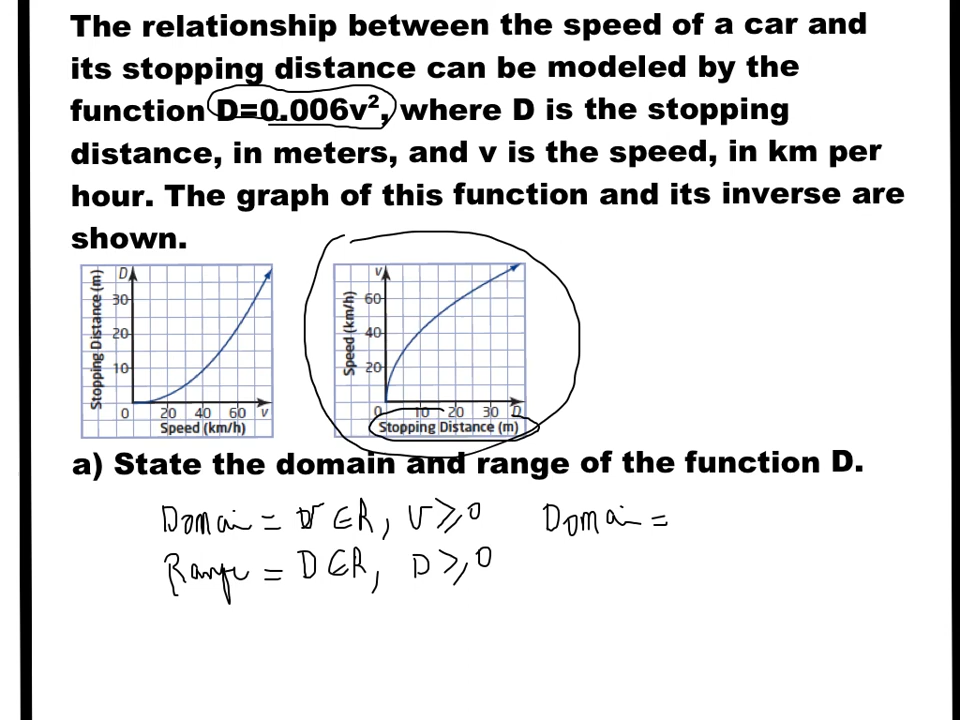 The relationship between the speed of a car and
its stopping distance can be modeled by the
function D=0.006v², where D is the stopping
distance, in meters, and v is the speed, in km per
hour. The graph of this function and its inverse are
shown.
Stopping Distance (m)
D
30
20
10
0 20 40 60 v
Speed (km/h)
Speed (km/h)
V
60
40
20
0 10 20 30 D
Stopping Distance (m)
a) State the domain and range of the function D.
Domain = v ∈ R, v ≥ 0 Domain =
Range = D ∈ R, D ≥ 0